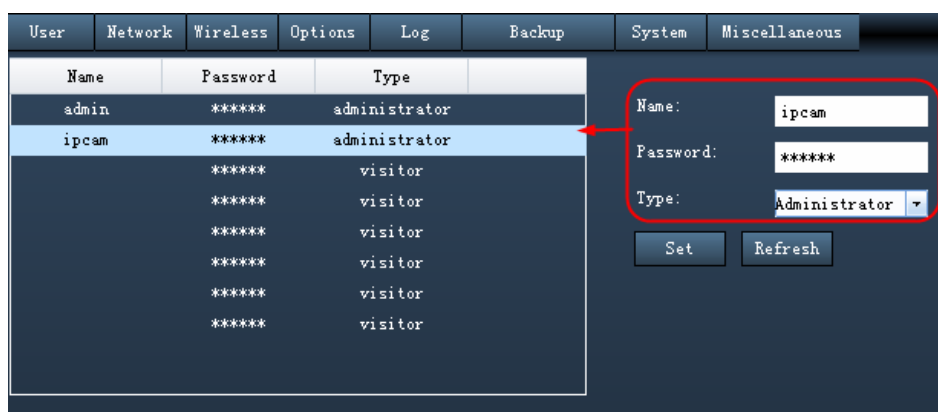 User Network Wireless Options Log Backup System Miscellaneous
Name Password Type
admin ****** administrator
ipcam ****** administrator
****** visitor
****** visitor
****** visitor
****** visitor
****** visitor
****** visitor
Name: ipcam
Password: ******
Type: Administrator
Set Refresh